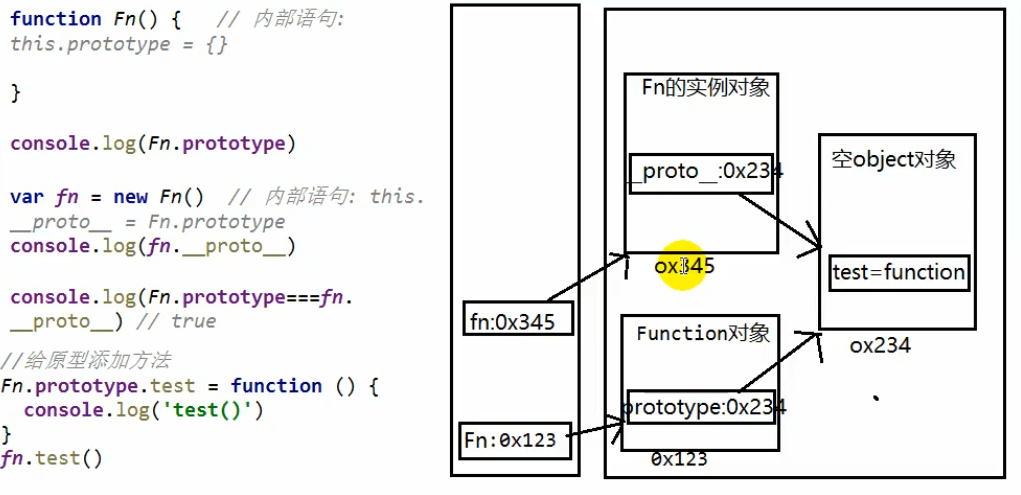 function Fn() {   // 内部语句:
this.prototype = {}
}
console.log(Fn.prototype)
var fn = new Fn()  // 内部语句: this.
__proto__ = Fn.prototype
console.log(fn.__proto__)
console.log(Fn.prototype===fn.
__proto__) // true
//给原型添加方法
Fn.prototype.test = function () {
  console.log('test()')
}
fn.test()
fn:0x345
Fn:0x123
Fn的实例对象
__proto__:0x234
ox345
Function对象
prototype:0x234
0x123
空object对象
test=function
ox234